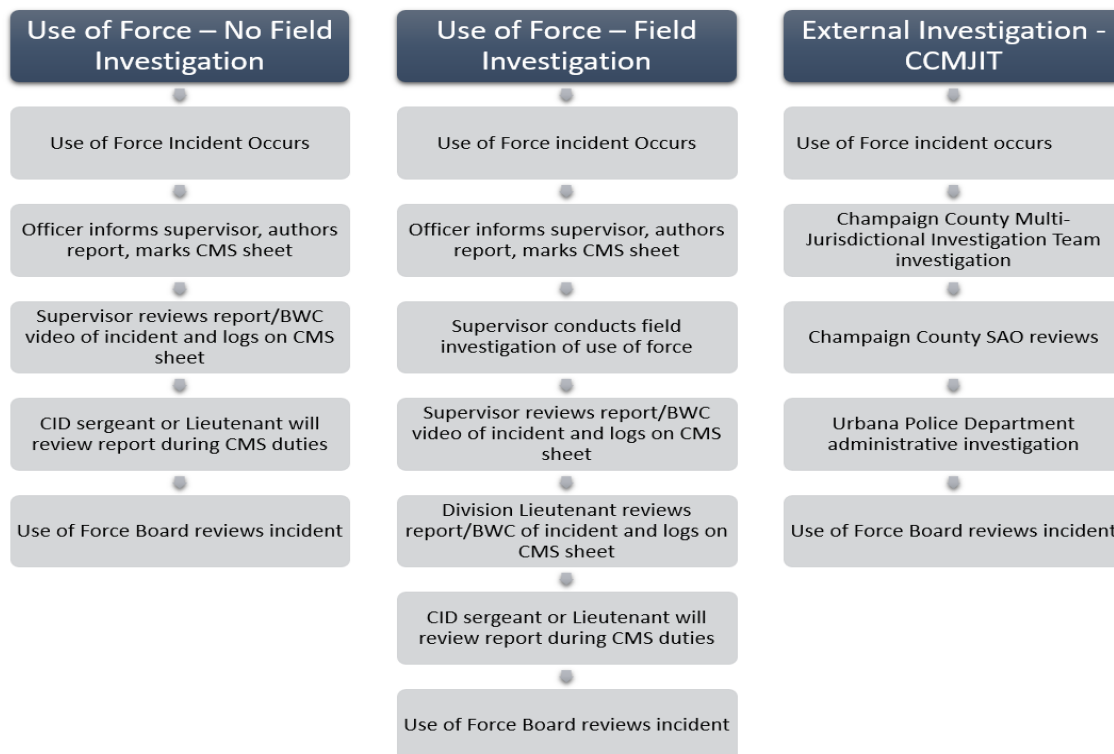 Use of Force – No Field
Investigation
Use of Force Incident Occurs
Officer informs supervisor, authors
report, marks CMS sheet
Supervisor reviews report/BWC
video of incident and logs on CMS
sheet
CID sergeant or Lieutenant will
review report during CMS duties
Use of Force Board reviews incident
Use of Force – Field
Investigation
Use of Force incident Occurs
Officer informs supervisor, authors
report, marks CMS sheet
Supervisor conducts field
investigation of use of force
Supervisor reviews report/BWC
video of incident and logs on CMS
sheet
Division Lieutenant reviews
report/BWC of incident and logs on
CMS sheet
CID sergeant or Lieutenant will
review report during CMS duties
Use of Force Board reviews incident
External Investigation -
CCMJIT
Use of Force incident occurs
Champaign County Multi-
Jurisdictional Investigation Team
investigation
Champaign County SAO reviews
Urbana Police Department
administrative investigation
Use of Force Board reviews incident